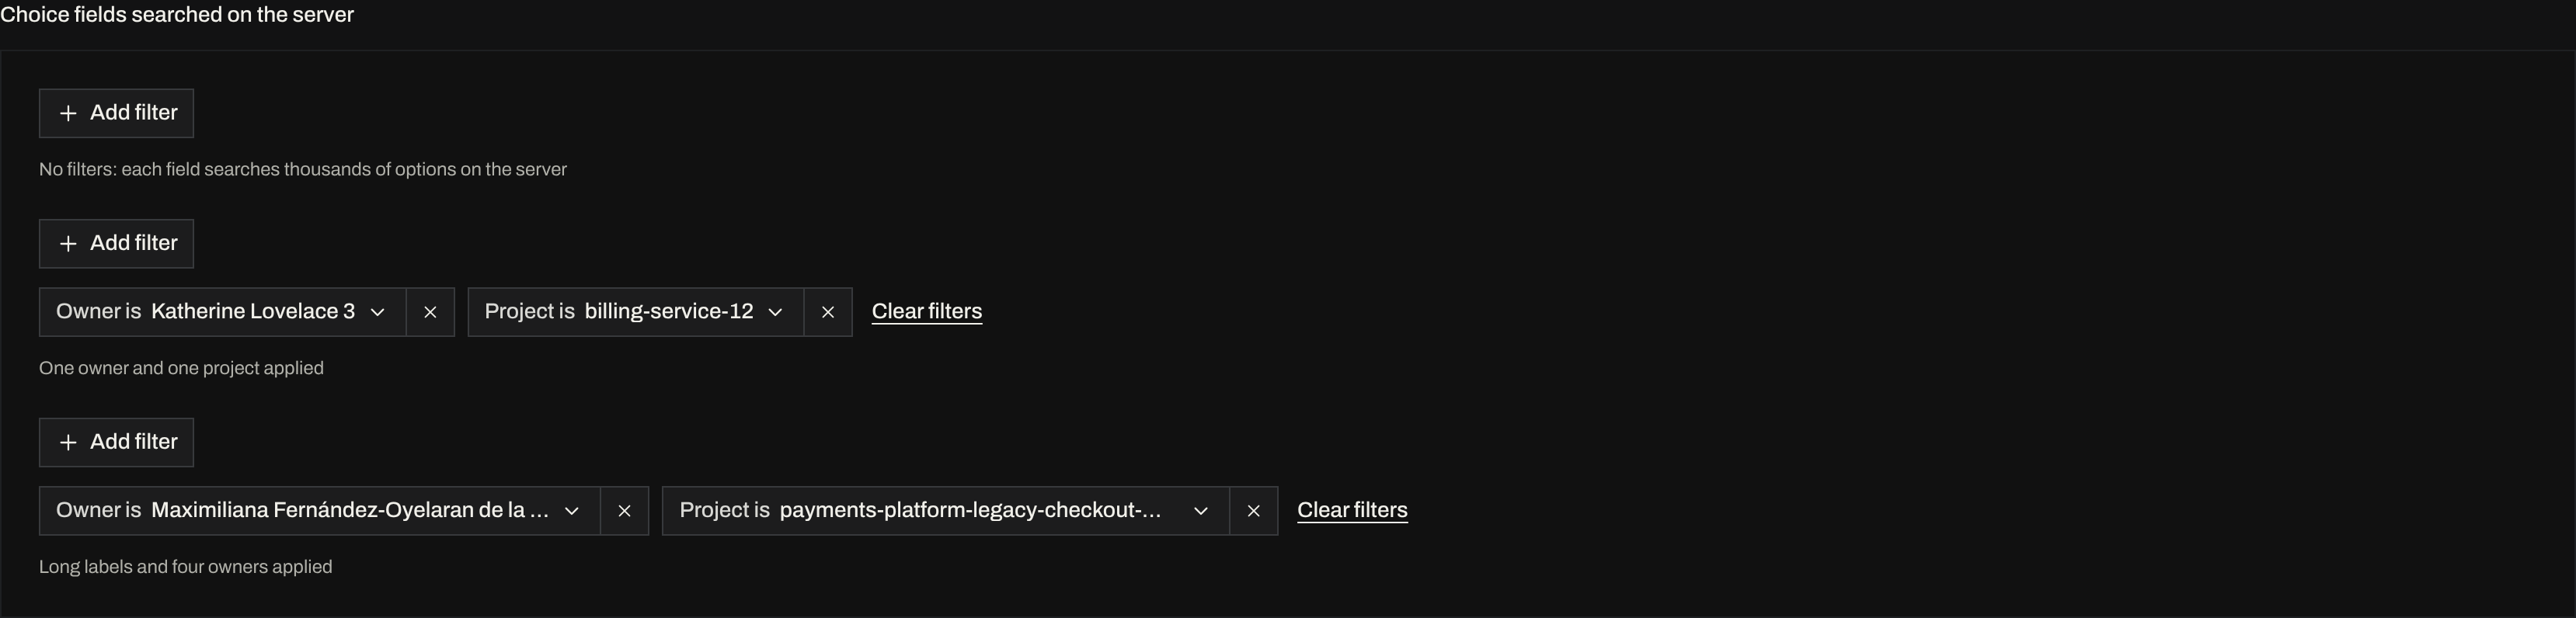 Choice fields searched on the server
Add filter
No filters: each field searches thousands of options on the server
Add filter
Owner is Katherine Lovelace 3 Project is billing-service-12 Clear filters
One owner and one project applied
Add filter
Owner is Maximiliana Fernández-Oyelaran de la ... Project is payments-platform-legacy-checkout-... Clear filters
Long labels and four owners applied